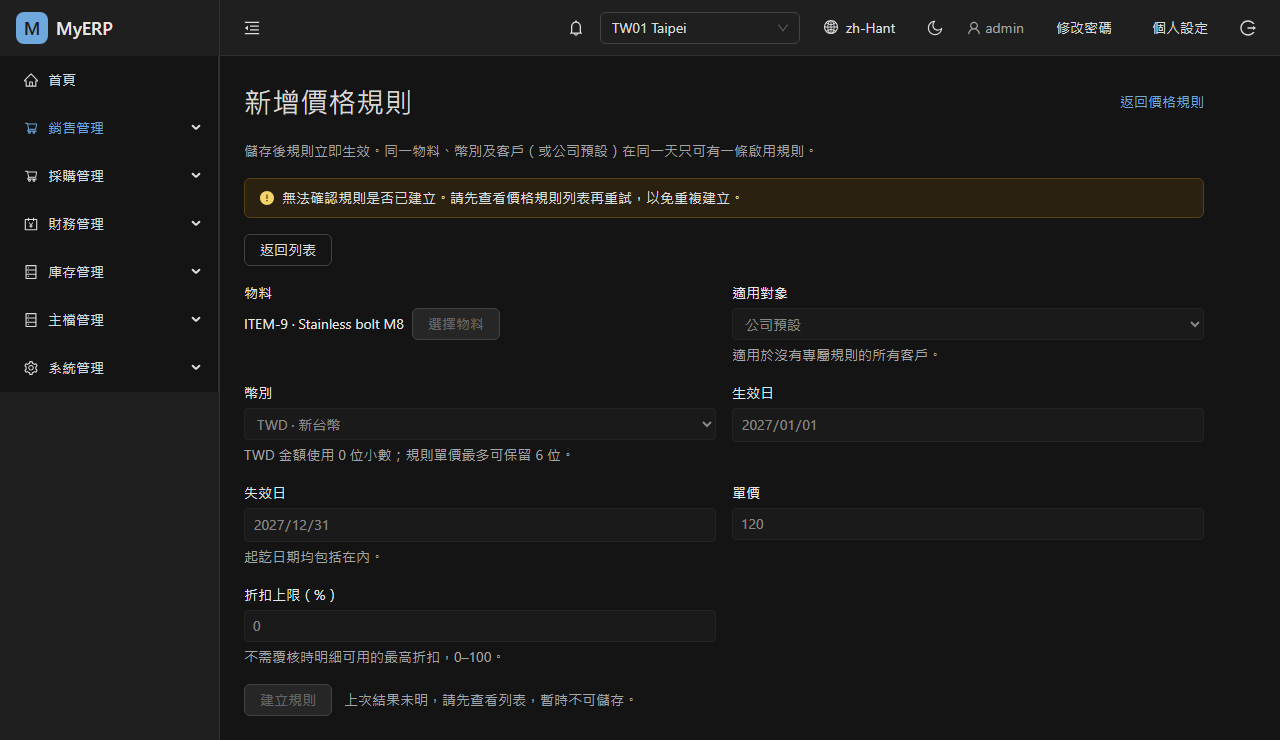 M MyERP
TW01 Taipei
zh-Hant
admin
修改密碼
個人設定
首頁
銷售管理
採購管理
財務管理
庫存管理
主檔管理
系統管理
新增價格規則
返回價格規則
儲存後規則立即生效。同一物料、幣別及客戶(或公司預設)在同一天只可有一條啟用規則。
無法確認規則是否已建立。請先查看價格規則列表再重試，以免重複建立。
返回列表
物料
ITEM-9 · Stainless bolt M8
選擇物料
適用對象
公司預設
適用於沒有專屬規則的所有客戶。
幣別
TWD · 新台幣
TWD 金額使用 0 位小數；規則單價最多可保留 6 位。
生效日
2027/01/01
失效日
2027/12/31
起訖日期均包括在內。
單價
120
折扣上限(%)
0
不需覆核時明細可用的最高折扣，0–100。
建立規則
上次結果未明，請先查看列表，暫時不可儲存。